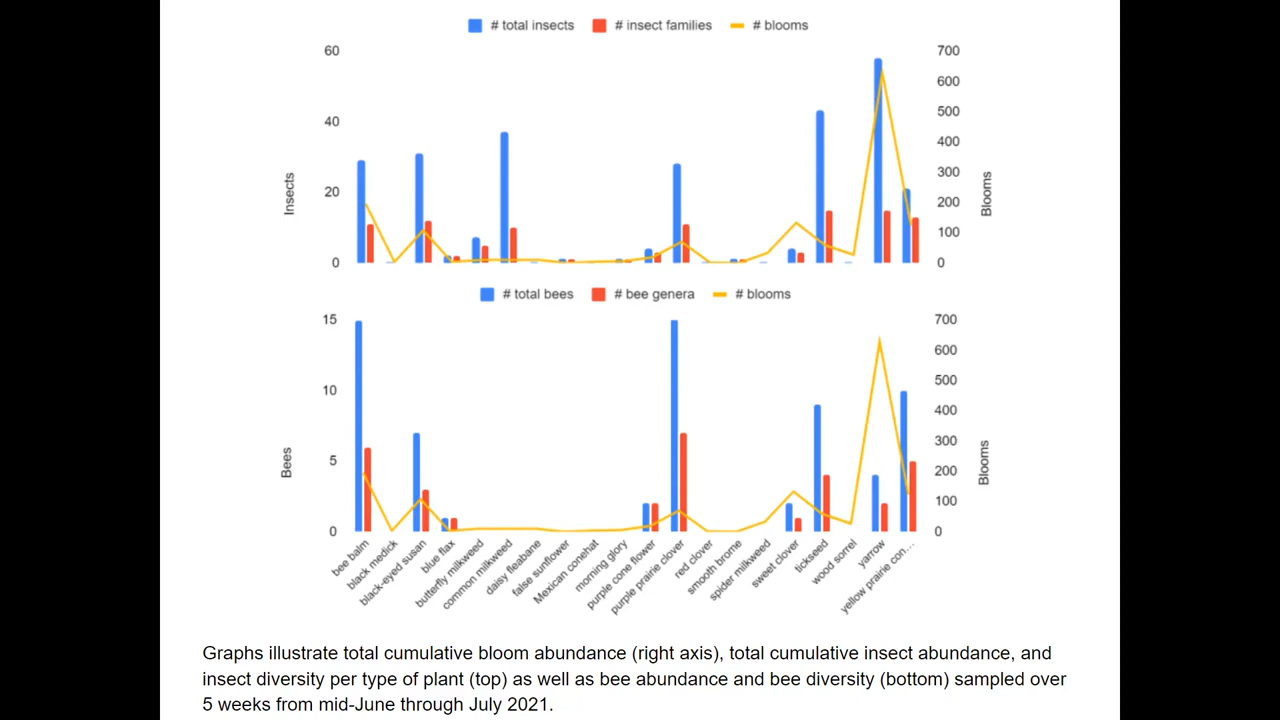 # total insects # insect families # blooms
60 700
600
500
40 400
300
20 200
100
0 0
Insects
Blooms
# total bees # bee genera # blooms
15 700
600
500
10 400
300
5 200
100
0 0
Bees
Blooms
bee balm
black medick
black-eyed susan
blue flax
butterfly milkweed
common milkweed
daisy fleabane
false sunflower
Mexican conehat
morning glory
purple cone flower
purple prairie clover
red clover
smooth brome
spider milkweed
sweet clover
tickseed
wood sorrel
yarrow
yellow prairie con...
Graphs illustrate total cumulative bloom abundance (right axis), total cumulative insect abundance, and
insect diversity per type of plant (top) as well as bee abundance and bee diversity (bottom) sampled over
5 weeks from mid-June through July 2021.